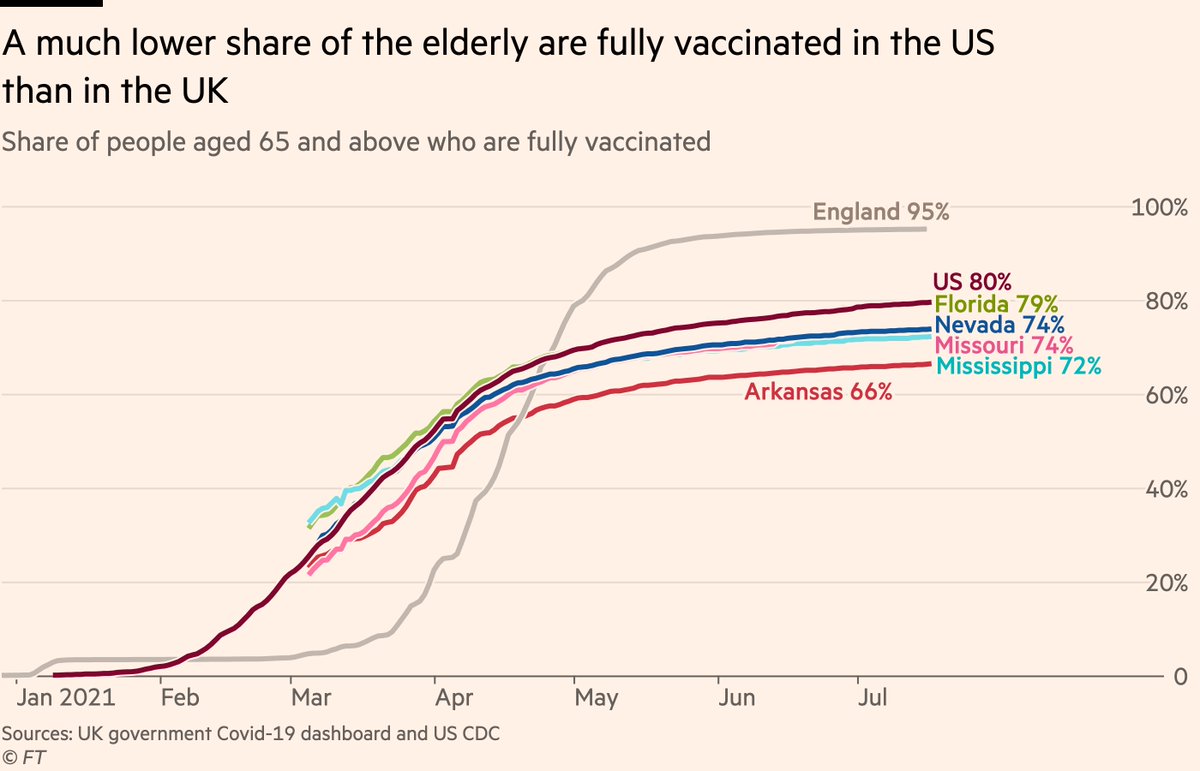 A much lower share of the elderly are fully vaccinated in the US
than in the UK
Share of people aged 65 and above who are fully vaccinated
England 95%
100%
US 80%
80%
Florida 79%
Nevada 74%
Missouri 74%
Mississippi 72%
Arkansas 66%
60%
40%
20%
0
Jan 2021 Feb Mar Apr May Jun Jul
Sources: UK government Covid-19 dashboard and US CDC
© FT